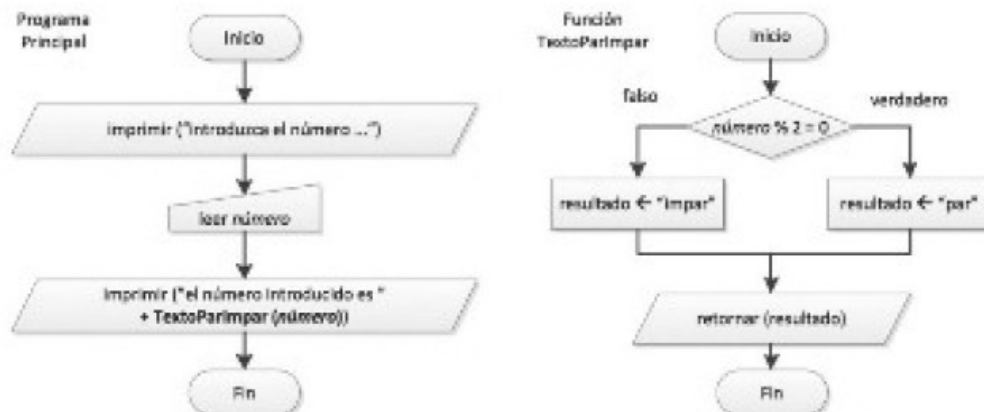 Programa
Principal
Inicio
imprimir ("introduzca el número ...")
leer número
imprimir ("el número introducido es "
+ TextoParImpar (número))
Fin
Función
TextoParImpar
Inicio
falso
verdadero
número % 2 = 0
resultado ← "impar"
resultado ← "par"
retornar (resultado)
Fin